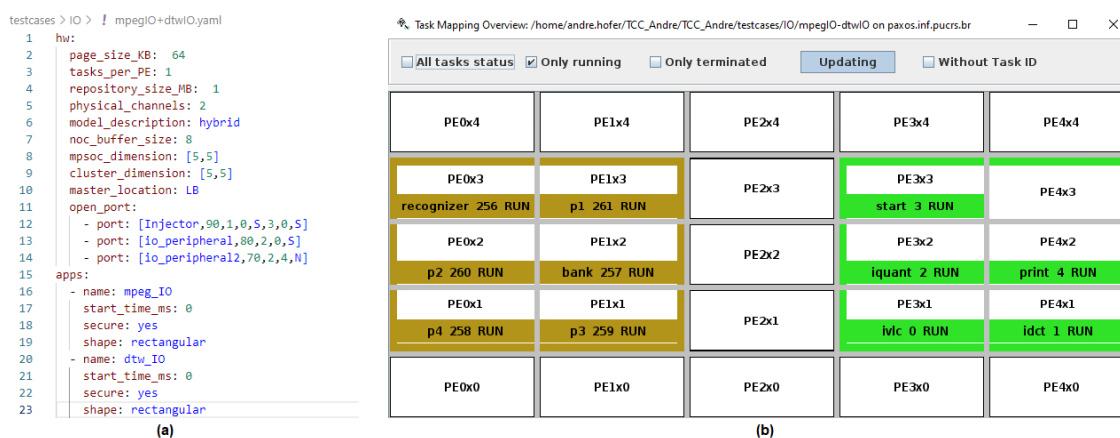 testcases > IO > ! mpegIO+dtwIO.yaml
1 hw:
2 page_size_KB: 64
3 tasks_per_PE: 1
4 repository_size_MB: 1
5 physical_channels: 2
6 model_description: hybrid
7 noc_buffer_size: 8
8 mpsoc_dimension: [5,5]
9 cluster_dimension: [5,5]
10 master_location: LB
11 open_port:
12 - port: [Injector,90,1,0,S,3,0,S]
13 - port: [io_peripheral,80,2,0,S]
14 - port: [io_peripheral2,70,2,4,N]
15 apps:
16 - name: mpeg_IO
17 start_time_ms: 0
18 secure: yes
19 shape: rectangular
20 - name: dtw_IO
21 start_time_ms: 0
22 secure: yes
23 shape: rectangular
(a)
Task Mapping Overview: /home/andre.hofer/TCC_Andre/TCC_Andre/testcases/IO/mpegIO-dtwIO on paxos.inf.pucrs.br
All tasks status Only running Only terminated Updating Without Task ID
PE0x4 PE1x4 PE2x4 PE3x4 PE4x4
PE0x3 PE1x3 PE2x3 PE3x3 PE4x3
recognizer 256 RUN p1 261 RUN start 3 RUN
PE0x2 PE1x2 PE2x2 PE3x2 PE4x2
p2 260 RUN bank 257 RUN iquant 2 RUN print 4 RUN
PE0x1 PE1x1 PE2x1 PE3x1 PE4x1
p4 258 RUN p3 259 RUN ivlc 0 RUN idct 1 RUN
PE0x0 PE1x0 PE2x0 PE3x0 PE4x0
(b)